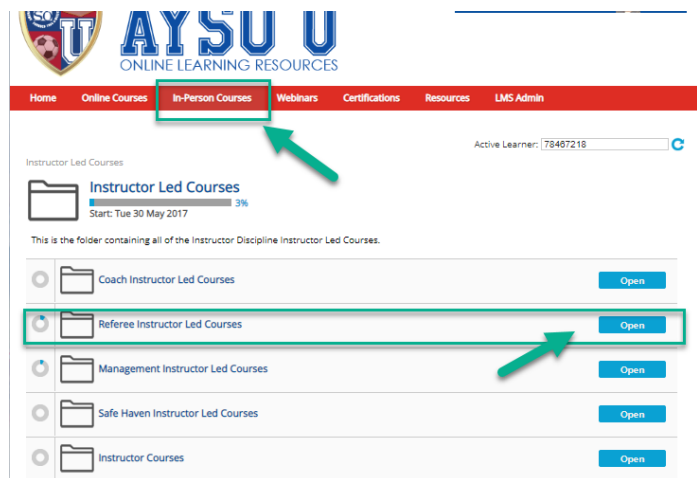 AYSO U
ONLINE LEARNING RESOURCES
Home Online Courses In-Person Courses Webinars Certifications Resources LMS Admin
Active Learner: 78467218
Instructor Led Courses
Instructor Led Courses
3%
Start: Tue 30 May 2017
This is the folder containing all of the Instructor Discipline Instructor Led Courses.
Coach Instructor Led Courses Open
Referee Instructor Led Courses Open
Management Instructor Led Courses Open
Safe Haven Instructor Led Courses Open
Instructor Courses Open